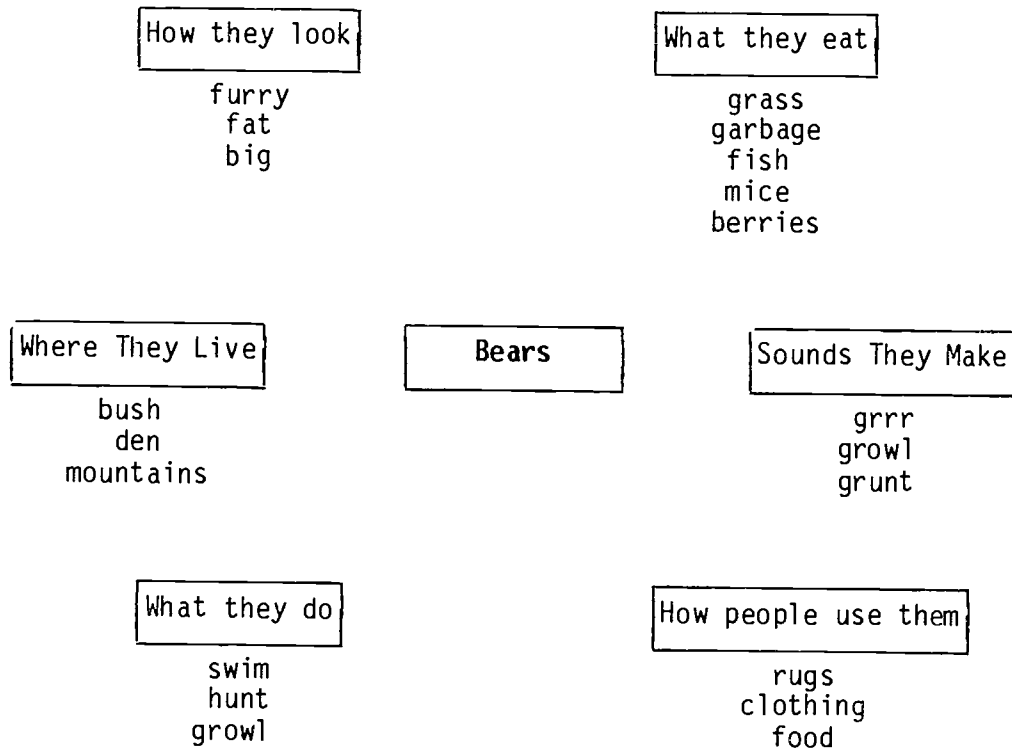 How they look
furry
fat
big
What they eat
grass
garbage
fish
mice
berries
Where They Live
bush
den
mountains
Bears
Sounds They Make
grrr
growl
grunt
What they do
swim
hunt
growl
How people use them
rugs
clothing
food